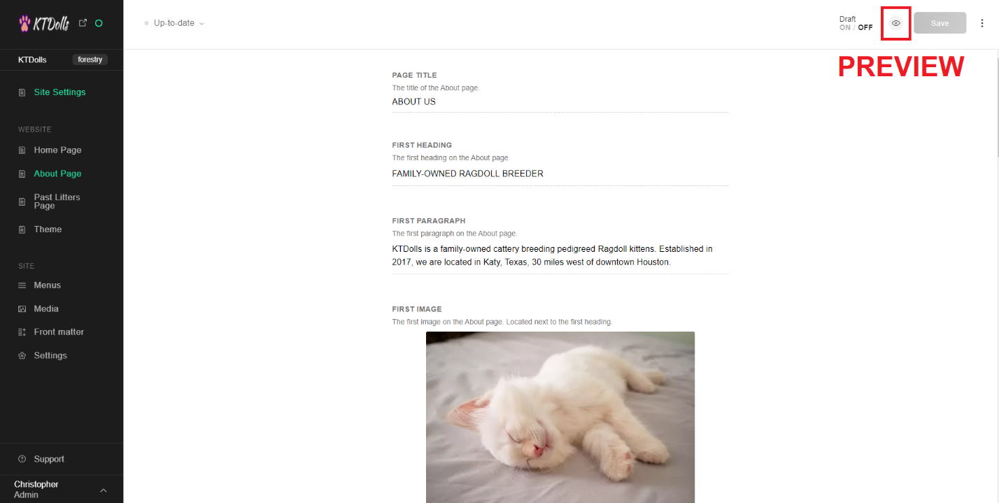 KTDolls
Up-to-date
Draft
ON / OFF
Save
PREVIEW
KTDolls
forestry
Site Settings
WEBSITE
Home Page
About Page
Past Litters
Page
Theme
SITE
Menus
Media
Front matter
Settings
Support
Christopher
Admin
PAGE TITLE
The title of the About page.
ABOUT US
FIRST HEADING
The first heading on the About page.
FAMILY-OWNED RAGDOLL BREEDER
FIRST PARAGRAPH
The first paragraph on the About page.
KTDolls is a family-owned cattery breeding pedigreed Ragdoll kittens. Established in
2017, we are located in Katy, Texas, 30 miles west of downtown Houston.
FIRST IMAGE
The first image on the About page. Located next to the first heading.